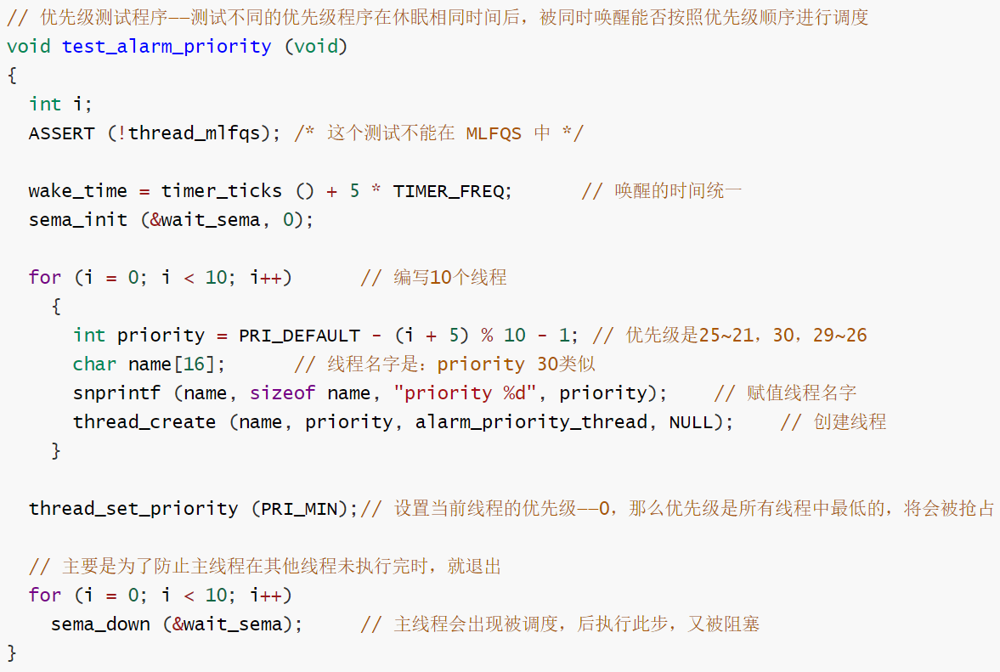 // 优先级测试程序——测试不同的优先级程序在休眠相同时间后，被同时唤醒能否按照优先级顺序进行调度
void test_alarm_priority (void)
{
  int i;
  ASSERT (!thread_mlfqs); /* 这个测试不能在 MLFQS 中 */

  wake_time = timer_ticks () + 5 * TIMER_FREQ;      // 唤醒的时间统一
  sema_init (&wait_sema, 0);

  for (i = 0; i < 10; i++)      // 编写10个线程
    {
      int priority = PRI_DEFAULT - (i + 5) % 10 - 1; // 优先级是25~21，30，29~26
      char name[16];      // 线程名字是：priority 30类似
      snprintf (name, sizeof name, "priority %d", priority);    // 赋值线程名字
      thread_create (name, priority, alarm_priority_thread, NULL);    // 创建线程
    }

  thread_set_priority (PRI_MIN);// 设置当前线程的优先级——0，那么优先级是所有线程中最低的，将会被抢占

  // 主要是为了防止主线程在其他线程未执行完时，就退出
  for (i = 0; i < 10; i++)
    sema_down (&wait_sema);     // 主线程会出现被调度，后执行此步，又被阻塞
}